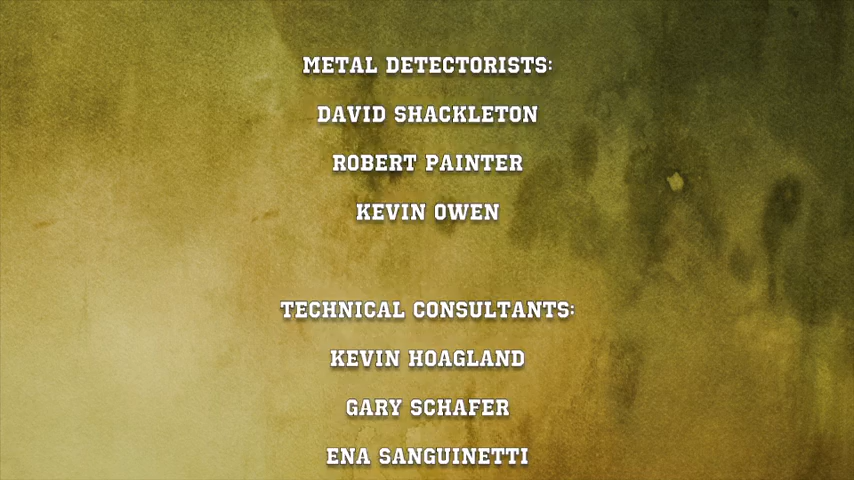 METAL DETECTORISTS:
DAVID SHACKLETON
ROBERT PAINTER
KEVIN OWEN
TECHNICAL CONSULTANTS:
KEVIN HOAGLAND
GARY SCHAFER
ENA SANGUINETTI